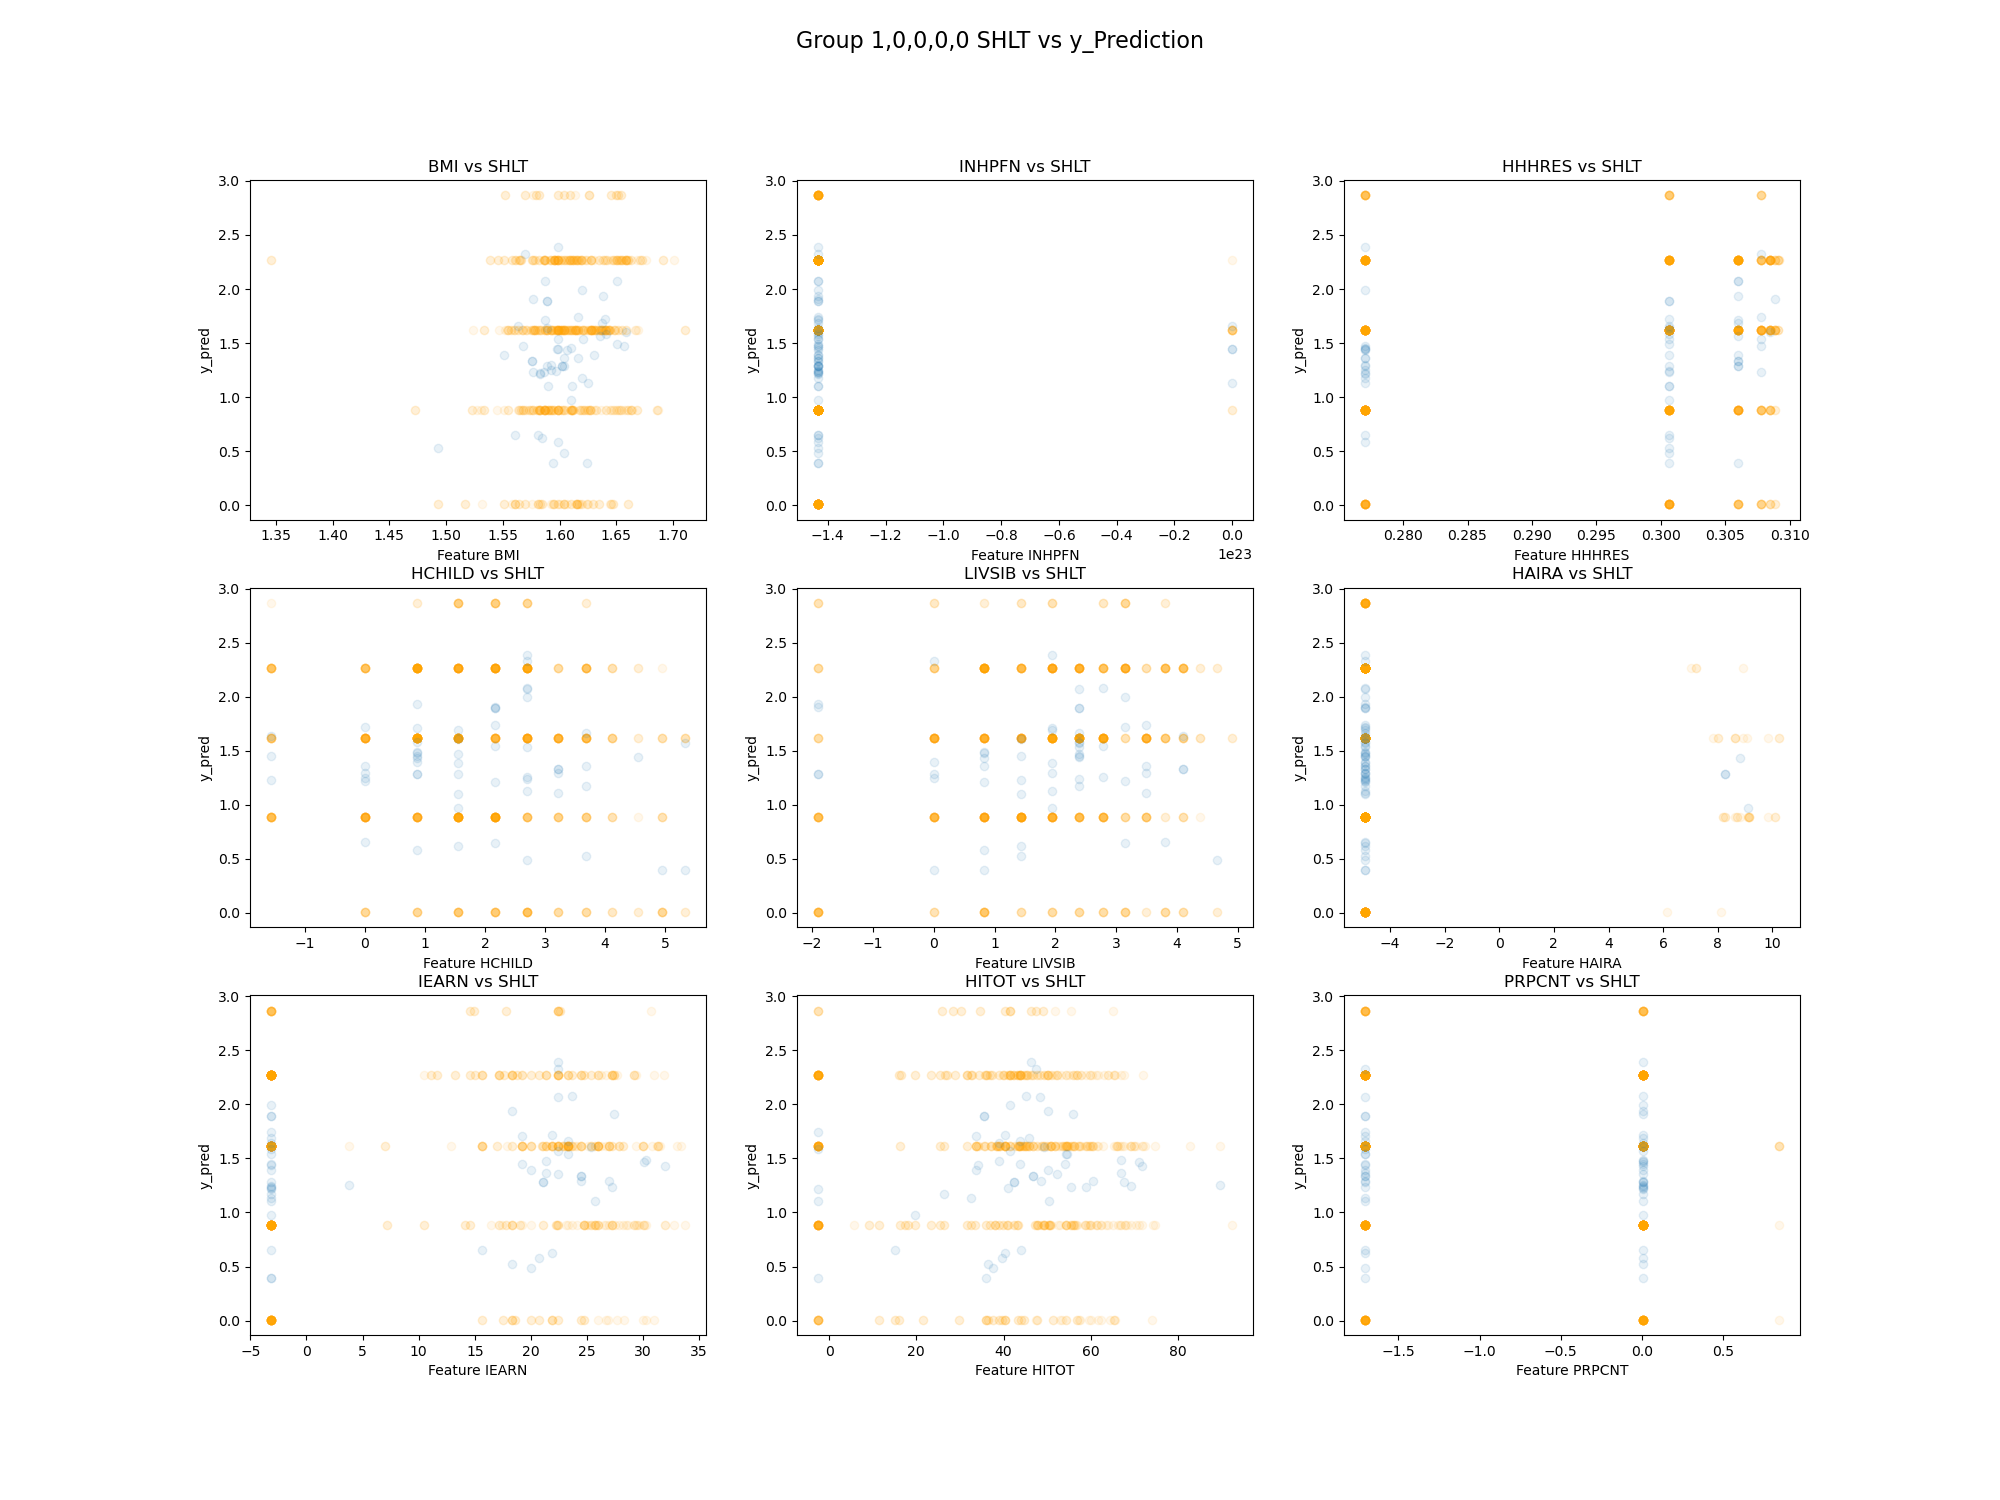 Group 1,0,0,0,0 SHLT vs y_Prediction
BMI vs SHLT
3.0
2.5
2.0
1.5
1.0
0.5
0.0
y_pred
1.35 1.40 1.45 1.50 1.55 1.60 1.65 1.70
Feature BMI
INHPFN vs SHLT
3.0
2.5
2.0
1.5
1.0
0.5
0.0
y_pred
−1.4 −1.2 −1.0 −0.8 −0.6 −0.4 −0.2 0.0
1e23
Feature INHPFN
HHHRES vs SHLT
3.0
2.5
2.0
1.5
1.0
0.5
0.0
y_pred
0.280 0.285 0.290 0.295 0.300 0.305 0.310
Feature HHHRES
HCHILD vs SHLT
3.0
2.5
2.0
1.5
1.0
0.5
0.0
y_pred
−1 0 1 2 3 4 5
Feature HCHILD
LIVSIB vs SHLT
3.0
2.5
2.0
1.5
1.0
0.5
0.0
y_pred
−2 −1 0 1 2 3 4 5
Feature LIVSIB
HAIRA vs SHLT
3.0
2.5
2.0
1.5
1.0
0.5
0.0
y_pred
−4 −2 0 2 4 6 8 10
Feature HAIRA
IEARN vs SHLT
3.0
2.5
2.0
1.5
1.0
0.5
0.0
y_pred
−5 0 5 10 15 20 25 30 35
Feature IEARN
HITOT vs SHLT
3.0
2.5
2.0
1.5
1.0
0.5
0.0
y_pred
0 20 40 60 80
Feature HITOT
PRPCNT vs SHLT
3.0
2.5
2.0
1.5
1.0
0.5
0.0
y_pred
−1.5 −1.0 −0.5 0.0 0.5
Feature PRPCNT